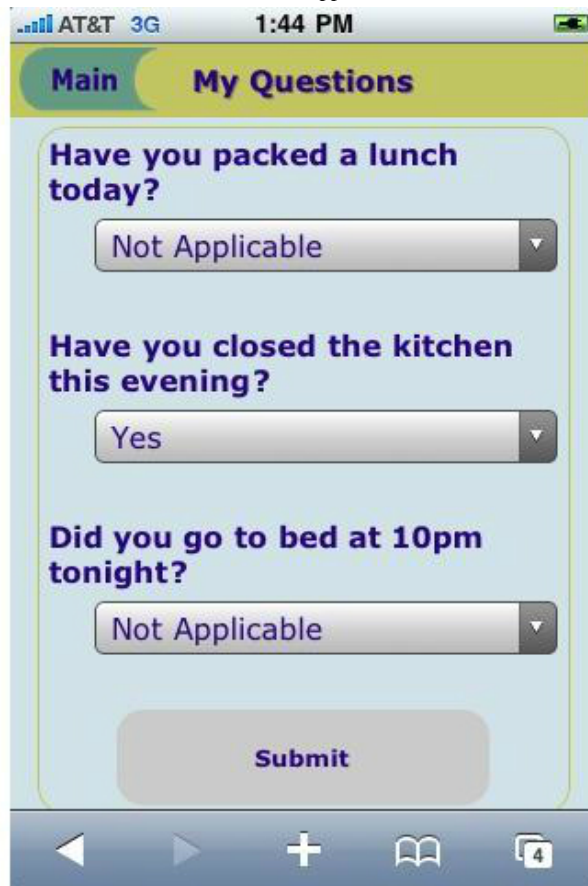 AT&T 3G 1:44 PM
Main My Questions
Have you packed a lunch
today?
Not Applicable
Have you closed the kitchen
this evening?
Yes
Did you go to bed at 10pm
tonight?
Not Applicable
Submit
4